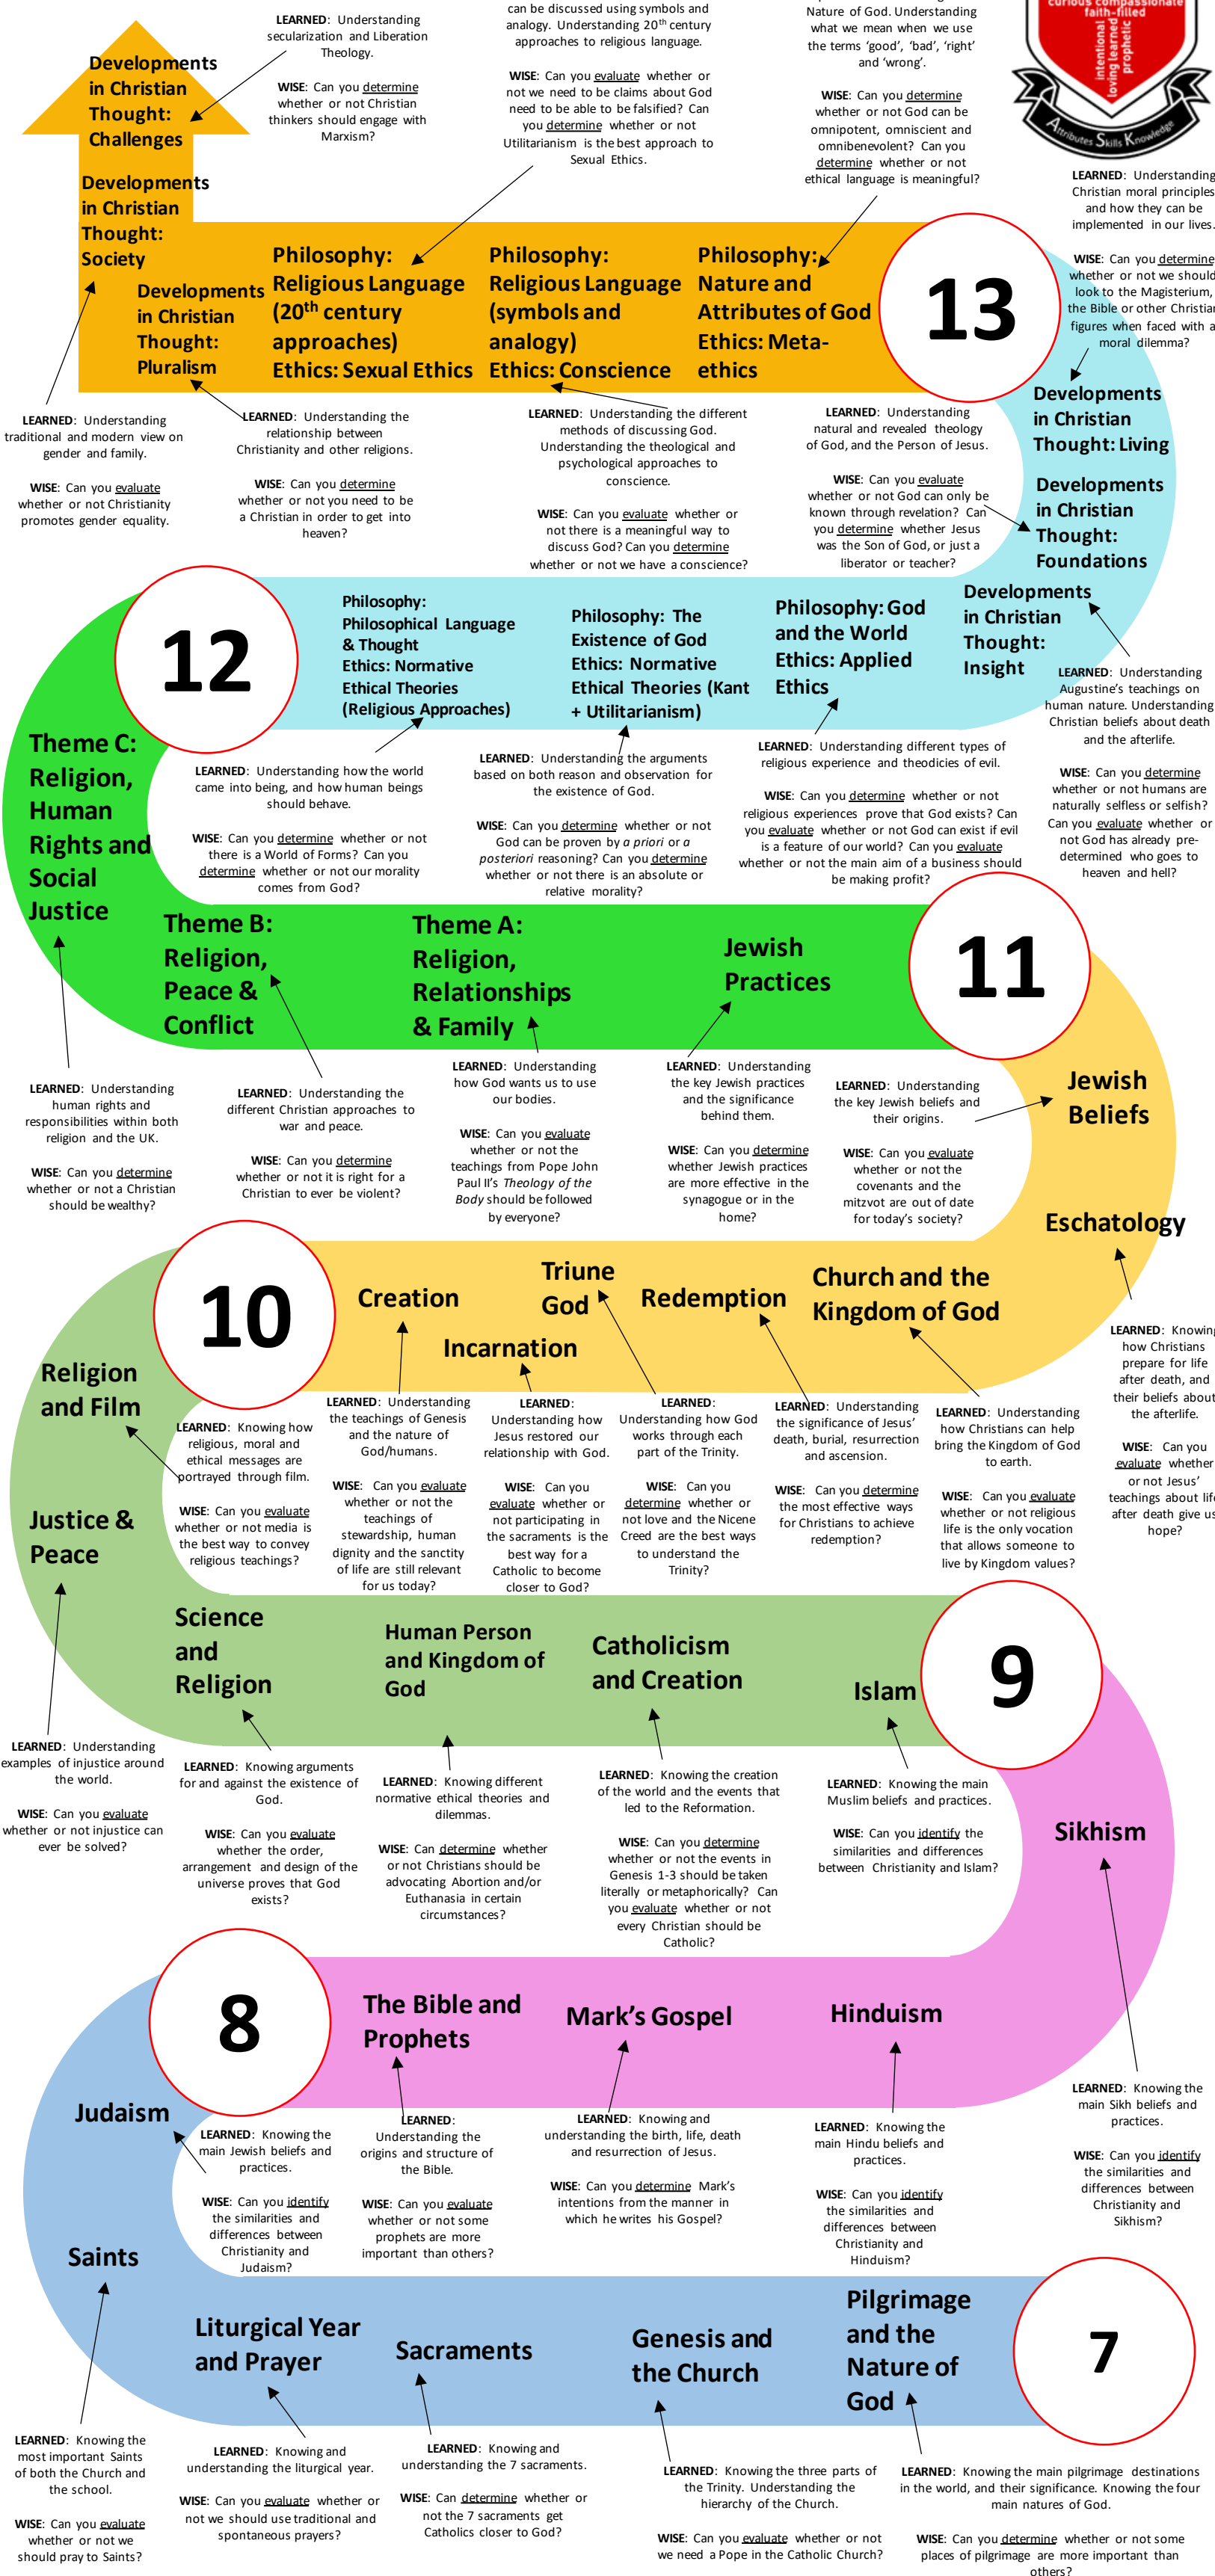 LEARNED: Understanding
secularization and Liberation
Theology.
WISE: Can you determine
whether or not Christian
thinkers should engage with
Marxism?
can be discussed using symbols and
analogy. Understanding 20th century
approaches to religious language.
WISE: Can you evaluate whether or
not we need to be claims about God
need to be able to be falsified? Can
you determine whether or not
Utilitarianism is the best approach to
Sexual Ethics.
Nature of God. Understanding
what we mean when we use
the terms ‘good’, ‘bad’, ‘right’
and ‘wrong’.
WISE: Can you determine
whether or not God can be
omnipotent, omniscient and
omnibenevolent? Can you
determine whether or not
ethical language is meaningful?
curious compassionate
faith-filled
intentional
loving learned
prophetic
Attributes Skills Knowledge
LEARNED: Understanding
Christian moral principles
and how they can be
implemented in our lives.
WISE: Can you determine
whether or not we should
look to the Magisterium,
the Bible or other Christian
figures when faced with a
moral dilemma?
Developments
in Christian
Thought:
Challenges
Developments
in Christian
Thought:
Society
Developments
in Christian
Thought:
Pluralism
Philosophy:
Religious Language
(20th century
approaches)
Ethics: Sexual Ethics
Philosophy:
Religious Language
(symbols and
analogy)
Ethics: Conscience
Philosophy:
Nature and
Attributes of God
Ethics: Meta-
ethics
13
Developments
in Christian
Thought: Living
Developments
in Christian
Thought:
Foundations
Developments
in Christian
Thought:
Insight
LEARNED: Understanding
traditional and modern view on
gender and family.
WISE: Can you evaluate
whether or not Christianity
promotes gender equality.
LEARNED: Understanding the
relationship between
Christianity and other religions.
WISE: Can you determine
whether or not you need to be
a Christian in order to get into
heaven?
LEARNED: Understanding the different
methods of discussing God.
Understanding the theological and
psychological approaches to
conscience.
WISE: Can you evaluate whether or
not there is a meaningful way to
discuss God? Can you determine
whether or not we have a conscience?
LEARNED: Understanding
natural and revealed theology
of God, and the Person of Jesus.
WISE: Can you evaluate
whether or not God can only be
known through revelation? Can
you determine whether Jesus
was the Son of God, or just a
liberator or teacher?
12
Philosophy:
Philosophical Language
& Thought
Ethics: Normative
Ethical Theories
(Religious Approaches)
Philosophy: The
Existence of God
Ethics: Normative
Ethical Theories (Kant
+ Utilitarianism)
Philosophy: God
and the World
Ethics: Applied
Ethics
LEARNED: Understanding
Augustine’s teachings on
human nature. Understanding
Christian beliefs about death
and the afterlife.
WISE: Can you determine
whether or not humans are
naturally selfless or selfish?
Can you evaluate whether or
not God has already pre-
determined who goes to
heaven and hell?
LEARNED: Understanding how the world
came into being, and how human beings
should behave.
WISE: Can you determine whether or not
there is a World of Forms? Can you
determine whether or not our morality
comes from God?
LEARNED: Understanding the arguments
based on both reason and observation for
the existence of God.
WISE: Can you determine whether or not
God can be proven by a priori or a
posteriori reasoning? Can you determine
whether or not there is an absolute or
relative morality?
LEARNED: Understanding different types of
religious experience and theodicies of evil.
WISE: Can you determine whether or not
religious experiences prove that God exists? Can
you evaluate whether or not God can exist if evil
is a feature of our world? Can you evaluate
whether or not the main aim of a business should
be making profit?
Theme C:
Religion,
Human
Rights and
Social
Justice
Theme B:
Religion,
Peace &
Conflict
Theme A:
Religion,
Relationships
& Family
Jewish
Practices
11
Jewish
Beliefs
Eschatology
LEARNED: Understanding
human rights and
responsibilities within both
religion and the UK.
WISE: Can you determine
whether or not a Christian
should be wealthy?
LEARNED: Understanding the
different Christian approaches to
war and peace.
WISE: Can you determine
whether or not it is right for a
Christian to ever be violent?
LEARNED: Understanding
how God wants us to use
our bodies.
WISE: Can you evaluate
whether or not the
teachings from Pope John
Paul II’s Theology of the
Body should be followed
by everyone?
LEARNED: Understanding
the key Jewish practices
and the significance
behind them.
WISE: Can you determine
whether Jewish practices
are more effective in the
synagogue or in the
home?
LEARNED: Understanding
the key Jewish beliefs and
their origins.
WISE: Can you evaluate
whether or not the
covenants and the
mitzvot are out of date
for today’s society?
10
Creation
Incarnation
Triune
God
Redemption
Church and the
Kingdom of God
LEARNED: Knowing
how Christians
prepare for life
after death, and
their beliefs about
the afterlife.
WISE: Can you
evaluate whether
or not Jesus’
teachings about life
after death give us
hope?
Religion
and Film
Justice &
Peace
LEARNED: Knowing how
religious, moral and
ethical messages are
portrayed through film.
WISE: Can you evaluate
whether or not media is
the best way to convey
religious teachings?
LEARNED: Understanding
the teachings of Genesis
and the nature of
God/humans.
WISE: Can you evaluate
whether or not the
teachings of
stewardship, human
dignity and the sanctity
of life are still relevant
for us today?
LEARNED:
Understanding how
Jesus restored our
relationship with God.
WISE: Can you
evaluate whether or
not participating in
the sacraments is the
best way for a
Catholic to become
closer to God?
LEARNED:
Understanding how God
works through each
part of the Trinity.
WISE: Can you
determine whether or
not love and the Nicene
Creed are the best ways
to understand the
Trinity?
LEARNED: Understanding
the significance of Jesus’
death, burial, resurrection
and ascension.
WISE: Can you determine
the most effective ways
for Christians to achieve
redemption?
LEARNED: Understanding
how Christians can help
bring the Kingdom of God
to earth.
WISE: Can you evaluate
whether or not religious
life is the only vocation
that allows someone to
live by Kingdom values?
Science
and
Religion
Human Person
and Kingdom of
God
Catholicism
and Creation
Islam
9
Sikhism
LEARNED: Understanding
examples of injustice around
the world.
WISE: Can you evaluate
whether or not injustice can
ever be solved?
LEARNED: Knowing arguments
for and against the existence of
God.
WISE: Can you evaluate
whether the order,
arrangement and design of the
universe proves that God
exists?
LEARNED: Knowing different
normative ethical theories and
dilemmas.
WISE: Can determine whether
or not Christians should be
advocating Abortion and/or
Euthanasia in certain
circumstances?
LEARNED: Knowing the creation
of the world and the events that
led to the Reformation.
WISE: Can you determine
whether or not the events in
Genesis 1-3 should be taken
literally or metaphorically? Can
you evaluate whether or not
every Christian should be
Catholic?
LEARNED: Knowing the main
Muslim beliefs and practices.
WISE: Can you identify the
similarities and differences
between Christianity and Islam?
8
The Bible and
Prophets
Mark’s Gospel
Hinduism
Judaism
Saints
LEARNED: Knowing the
main Jewish beliefs and
practices.
WISE: Can you identify
the similarities and
differences between
Christianity and
Judaism?
LEARNED:
Understanding the
origins and structure of
the Bible.
WISE: Can you evaluate
whether or not some
prophets are more
important than others?
LEARNED: Knowing and
understanding the birth, life, death
and resurrection of Jesus.
WISE: Can you determine Mark’s
intentions from the manner in
which he writes his Gospel?
LEARNED: Knowing the
main Hindu beliefs and
practices.
WISE: Can you identify
the similarities and
differences between
Christianity and
Hinduism?
LEARNED: Knowing the
main Sikh beliefs and
practices.
WISE: Can you identify
the similarities and
differences between
Christianity and
Sikhism?
Liturgical Year
and Prayer
Sacraments
Genesis and
the Church
Pilgrimage
and the
Nature of
God
7
LEARNED: Knowing the
most important Saints
of both the Church and
the school.
WISE: Can you evaluate
whether or not we
should pray to Saints?
LEARNED: Knowing and
understanding the liturgical year.
WISE: Can you evaluate whether or
not we should use traditional and
spontaneous prayers?
LEARNED: Knowing and
understanding the 7 sacraments.
WISE: Can determine whether or
not the 7 sacraments get
Catholics closer to God?
LEARNED: Knowing the three parts of
the Trinity. Understanding the
hierarchy of the Church.
WISE: Can you evaluate whether or not
we need a Pope in the Catholic Church?
LEARNED: Knowing the main pilgrimage destinations
in the world, and their significance. Knowing the four
main natures of God.
WISE: Can you determine whether or not some
places of pilgrimage are more important than
others?